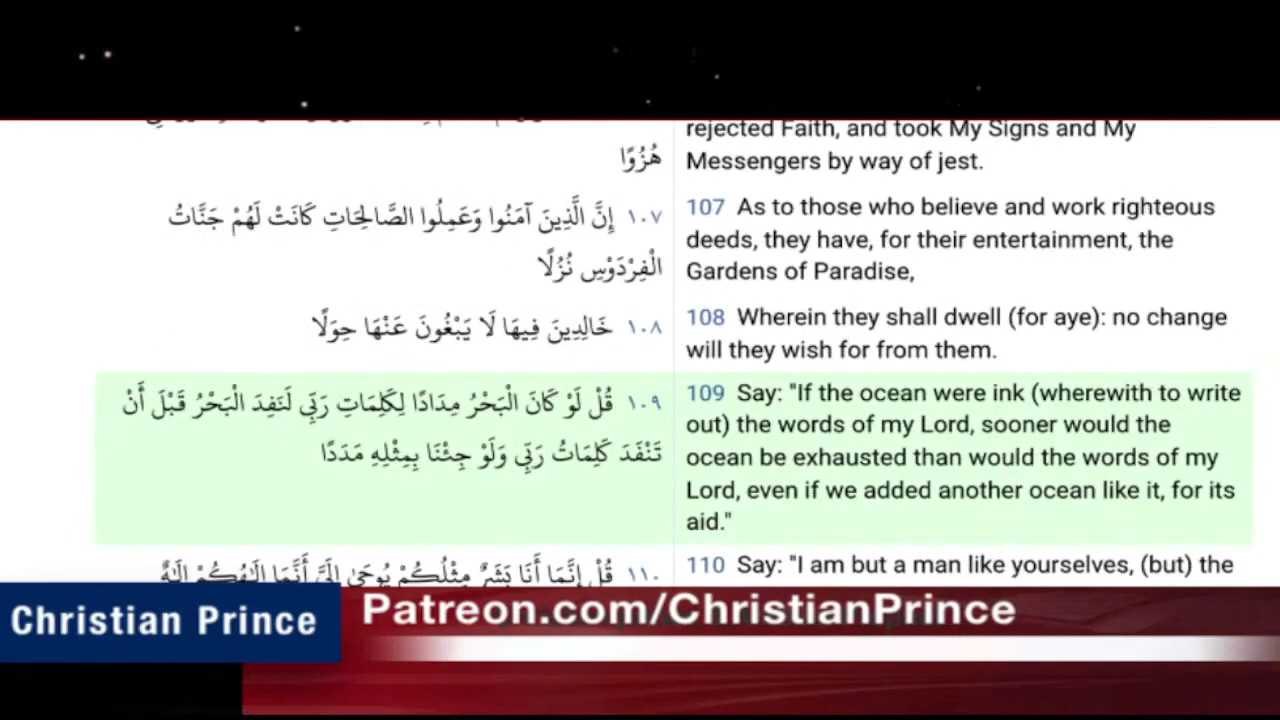 rejected Faith, and took My Signs and My
Messengers by way of jest.
هُزُوًا
١٠٧ إِنَّ الَّذِينَ آمَنُوا وَعَمِلُوا الصَّالِحَاتِ كَانَتْ لَهُمْ جَنَّاتُ
الْفِرْدَوْسِ نُزُلًا
107 As to those who believe and work righteous
deeds, they have, for their entertainment, the
Gardens of Paradise,
١٠٨ خَالِدِينَ فِيهَا لَا يَبْغُونَ عَنْهَا حِوَلًا
108 Wherein they shall dwell (for aye): no change
will they wish for from them.
١٠٩ قُلْ لَوْ كَانَ الْبَحْرُ مِدَادًا لِكَلِمَاتِ رَبِّي لَنَفِدَ الْبَحْرُ قَبْلَ أَنْ
تَنْفَدَ كَلِمَاتُ رَبِّي وَلَوْ جِئْنَا بِمِثْلِهِ مَدَدًا
109 Say: "If the ocean were ink (wherewith to write
out) the words of my Lord, sooner would the
ocean be exhausted than would the words of my
Lord, even if we added another ocean like it, for its
aid."
١١٠ قُلْ إِنَّمَا أَنَا بَشَرٌ مِثْلُكُمْ يُوحَىٰ إِلَيَّ أَنَّمَا إِلَٰهُكُمْ إِلَٰهٌ
110 Say: "I am but a man like yourselves, (but) the
Christian Prince
Patreon.com/ChristianPrince